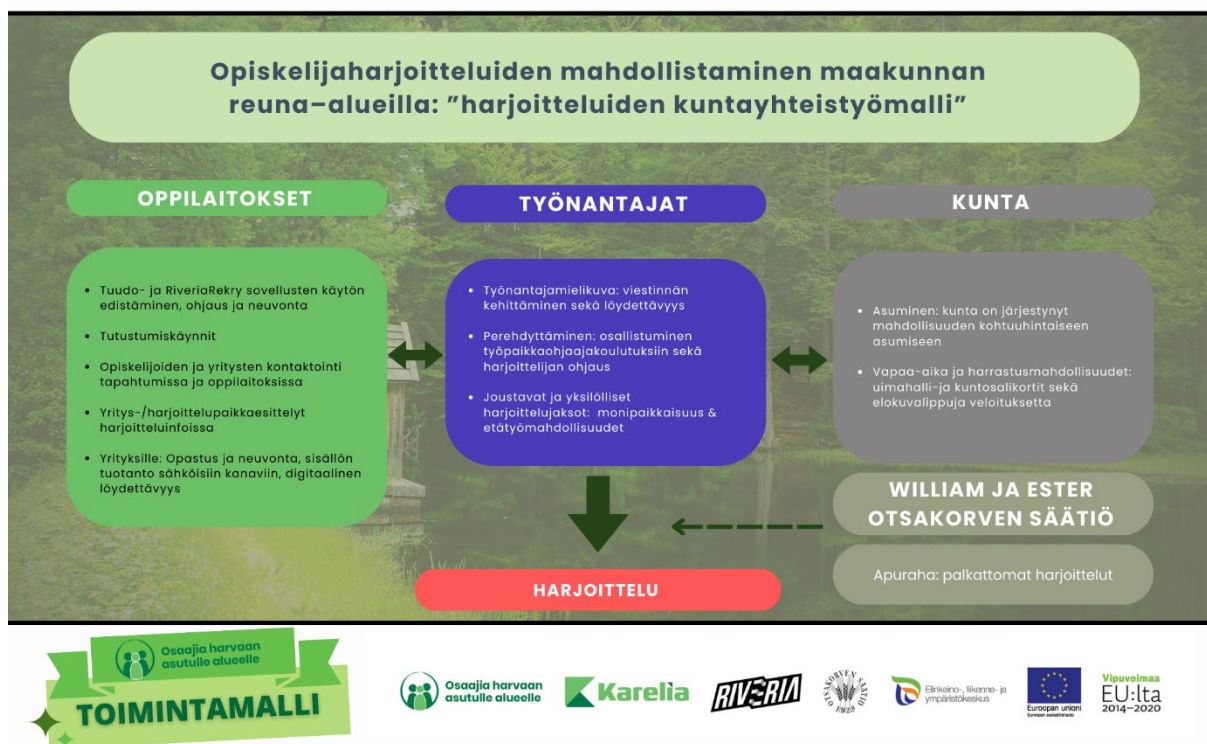 Opiskelijaharjoitteluiden mahdollistaminen maakunnan
reuna–alueilla: ”harjoitteluiden kuntayhteistyömalli”
OPPILAITOKSET
• Tuudo- ja RiveriaRekry sovellusten käytön
edistäminen, ohjaus ja neuvonta
• Tutustumiskäynnit
• Opiskelijoiden ja yritysten kontaktointi
tapahtumissa ja oppilaitoksissa
• Yritys-/harjoittelupaikkaesittelyt
harjoitteluinfoissa
• Yrityksille: Opastus ja neuvonta, sisällön
tuotanto sähköisiin kanaviin, digitaalinen
löydettävyys
TYÖNANTAJAT
• Työnantajamielikuva: viestinnän
kehittäminen sekä löydettävyys
• Perehdyttäminen: osallistuminen
työpaikkaohjaajakoulutuksiin sekä
harjoittelijan ohjaus
• Joustavat ja yksilölliset
harjoittelujaksot:  monipaikkaisuus &
etätyömahdollisuudet
KUNTA
• Asuminen: kunta on järjestynyt
mahdollisuuden kohtuuhintaiseen
asumiseen
• Vapaa-aika ja harrastusmahdollisuudet:
uimahalli-ja kuntosalikortit sekä
elokuvalippuja veloituksetta
WILLIAM JA ESTER
OTSAKORVEN SÄÄTIÖ
Apuraha: palkattomat harjoittelut
HARJOITTELU
Osaajia harvaan
asutulle alueelle
TOIMINTAMALLI
Osaajia harvaan
asutulle alueelle
Karelia
RIVERIA
OTSAKORVEN SÄÄTIÖ
Elinkeino-, liikenne- ja
ympäristökeskus
Euroopan unioni
Euroopan sosiaalirahasto
Vipuvoimaa
EU:lta
2014–2020